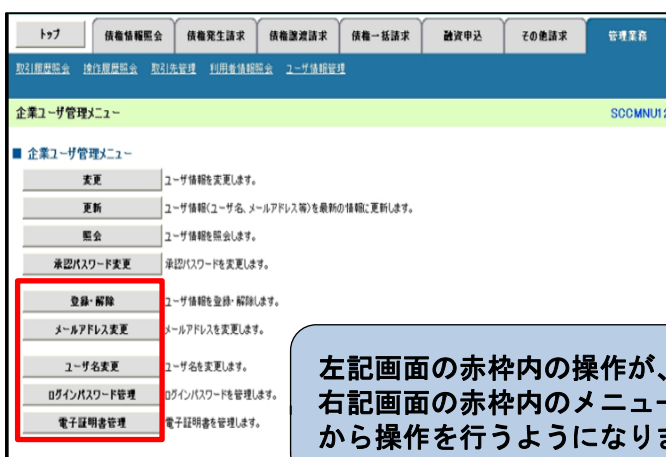 トップ 債権情報照会 債権発生請求 債権譲渡請求 債権一括請求 融資申込 その他請求 管理業務
取引履歴照会 操作履歴照会 取引先管理 利用者情報照会 ユーザ情報管理
企業ユーザ管理メニュー SCCMNU12
■ 企業ユーザ管理メニュー
変更 ユーザ情報を変更します。
更新 ユーザ情報(ユーザ名、メールアドレス等)を最新の情報に更新します。
照会 ユーザ情報を照会します。
承認パスワード変更 承認パスワードを変更します。
登録・解除 ユーザ情報を登録・解除します。
メールアドレス変更 メールアドレスを変更します。
ユーザ名変更 ユーザ名を変更します。
ログインパスワード管理 ログインパスワードを管理します。
電子証明書管理 電子証明書を管理します。
左記画面の赤枠内の操作が、
右記画面の赤枠内のメニュー
から操作を行うようになりま